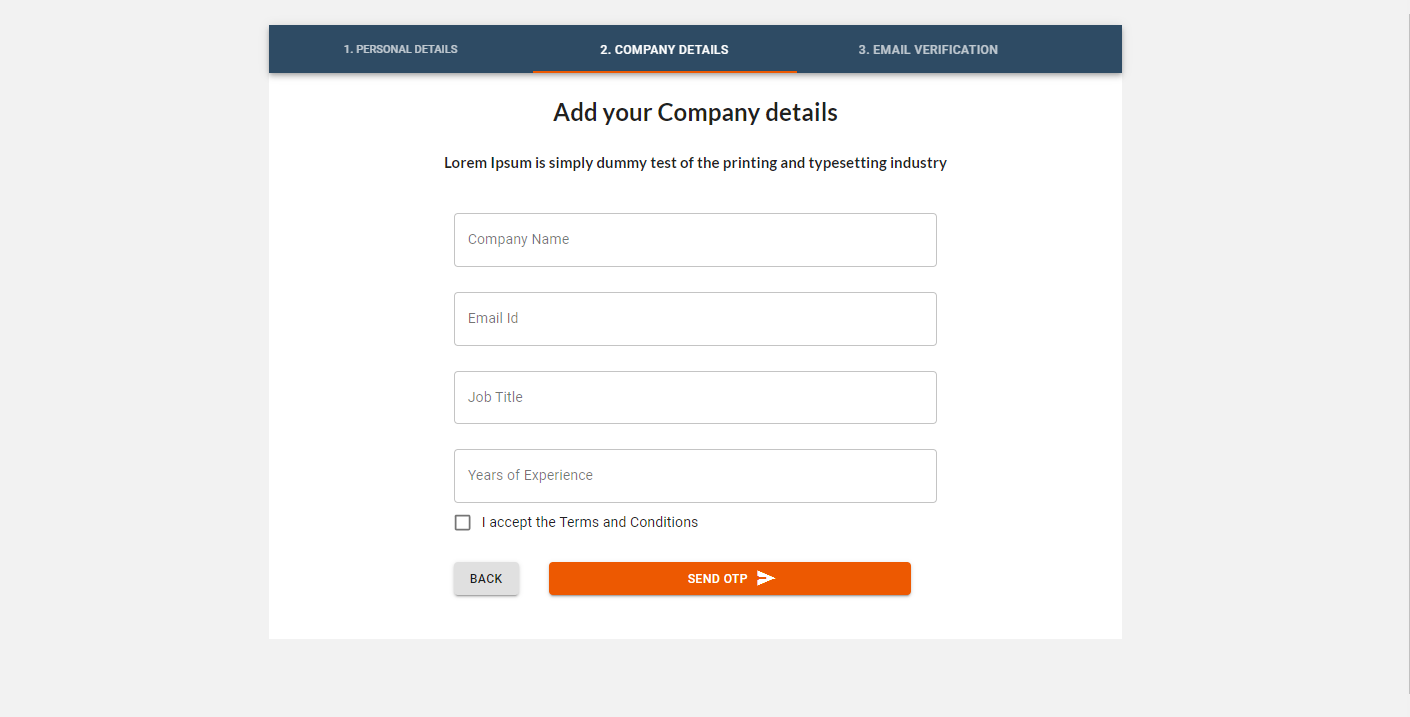 1. PERSONAL DETAILS 2. COMPANY DETAILS 3. EMAIL VERIFICATION
Add your Company details
Lorem Ipsum is simply dummy test of the printing and typesetting industry
Company Name
Email Id
Job Title
Years of Experience
I accept the Terms and Conditions
BACK SEND OTP